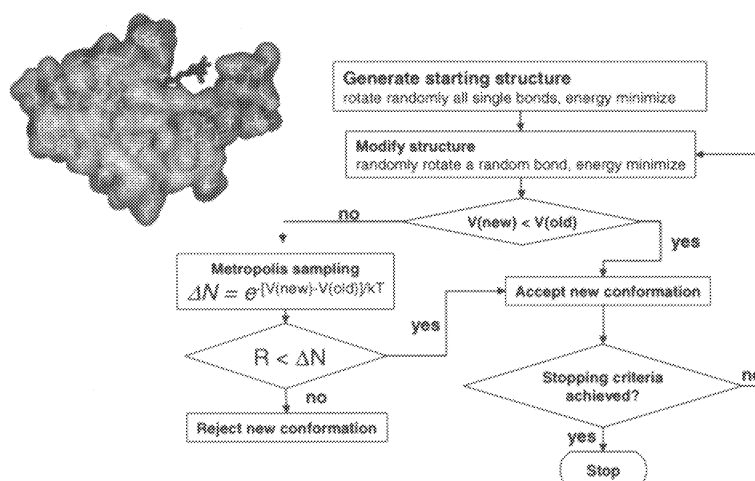 Generate starting structure
rotate randomly all single bonds, energy minimize
Modify structure
randomly rotate a random bond, energy minimize
no
V(new) < V(old)
yes
Metropolis sampling
ΔN = e-[V(new)-V(old)]/kT
Accept new conformation
yes
R < ΔN
Stopping criteria
achieved?
no
no
Reject new conformation
yes
Stop